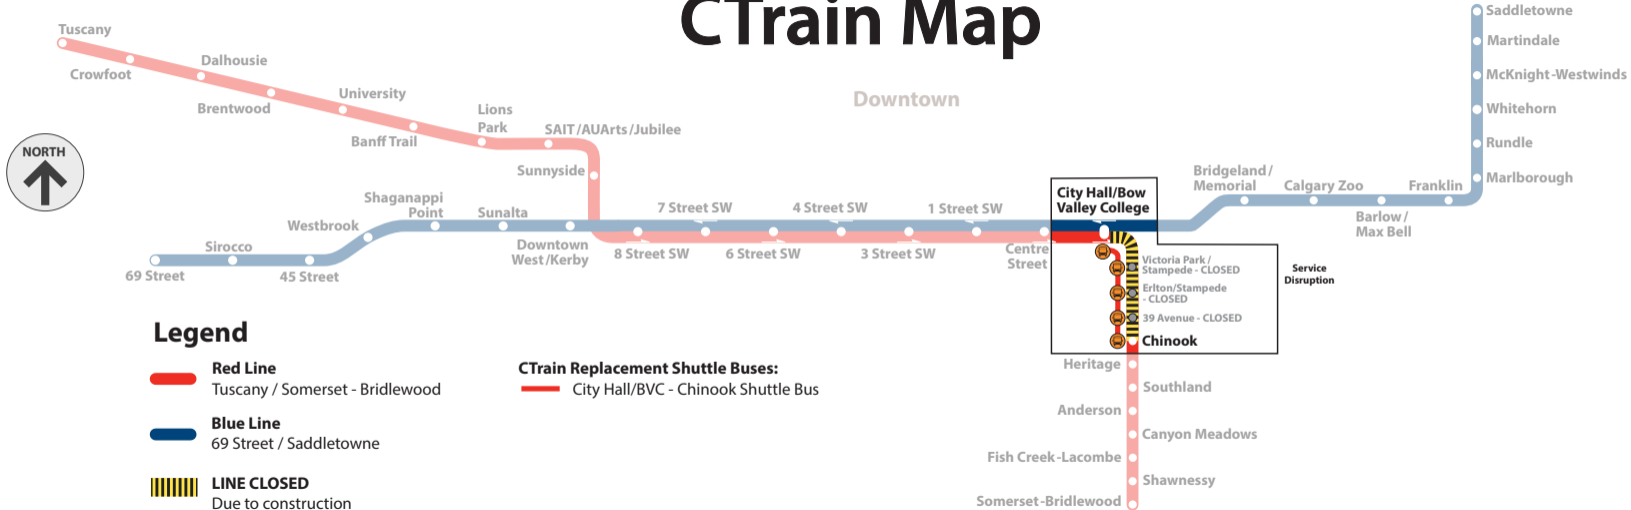 CTrain Map
Tuscany
Crowfoot
Dalhousie
Brentwood
University
Banff Trail
Lions
Park
SAIT/AUArts/Jubilee
Sunnyside
Downtown
NORTH
69 Street
Sirocco
45 Street
Westbrook
Shaganappi
Point
Sunalta
Downtown
West/Kerby
8 Street SW
7 Street SW
6 Street SW
4 Street SW
3 Street SW
1 Street SW
Centre
Street
City Hall/Bow
Valley College
Bridgeland/
Memorial
Calgary Zoo
Barlow/
Max Bell
Franklin
Marlborough
Rundle
Whitehorn
McKnight-Westwinds
Martindale
Saddletowne
Victoria Park/
Stampede - CLOSED
Erlton/Stampede
- CLOSED
39 Avenue - CLOSED
Chinook
Service
Disruption
Heritage
Southland
Anderson
Canyon Meadows
Fish Creek-Lacombe
Shawnessy
Somerset-Bridlewood
Legend
Red Line
Tuscany / Somerset - Bridlewood
Blue Line
69 Street / Saddletowne
LINE CLOSED
Due to construction
CTrain Replacement Shuttle Buses:
City Hall/BVC - Chinook Shuttle Bus